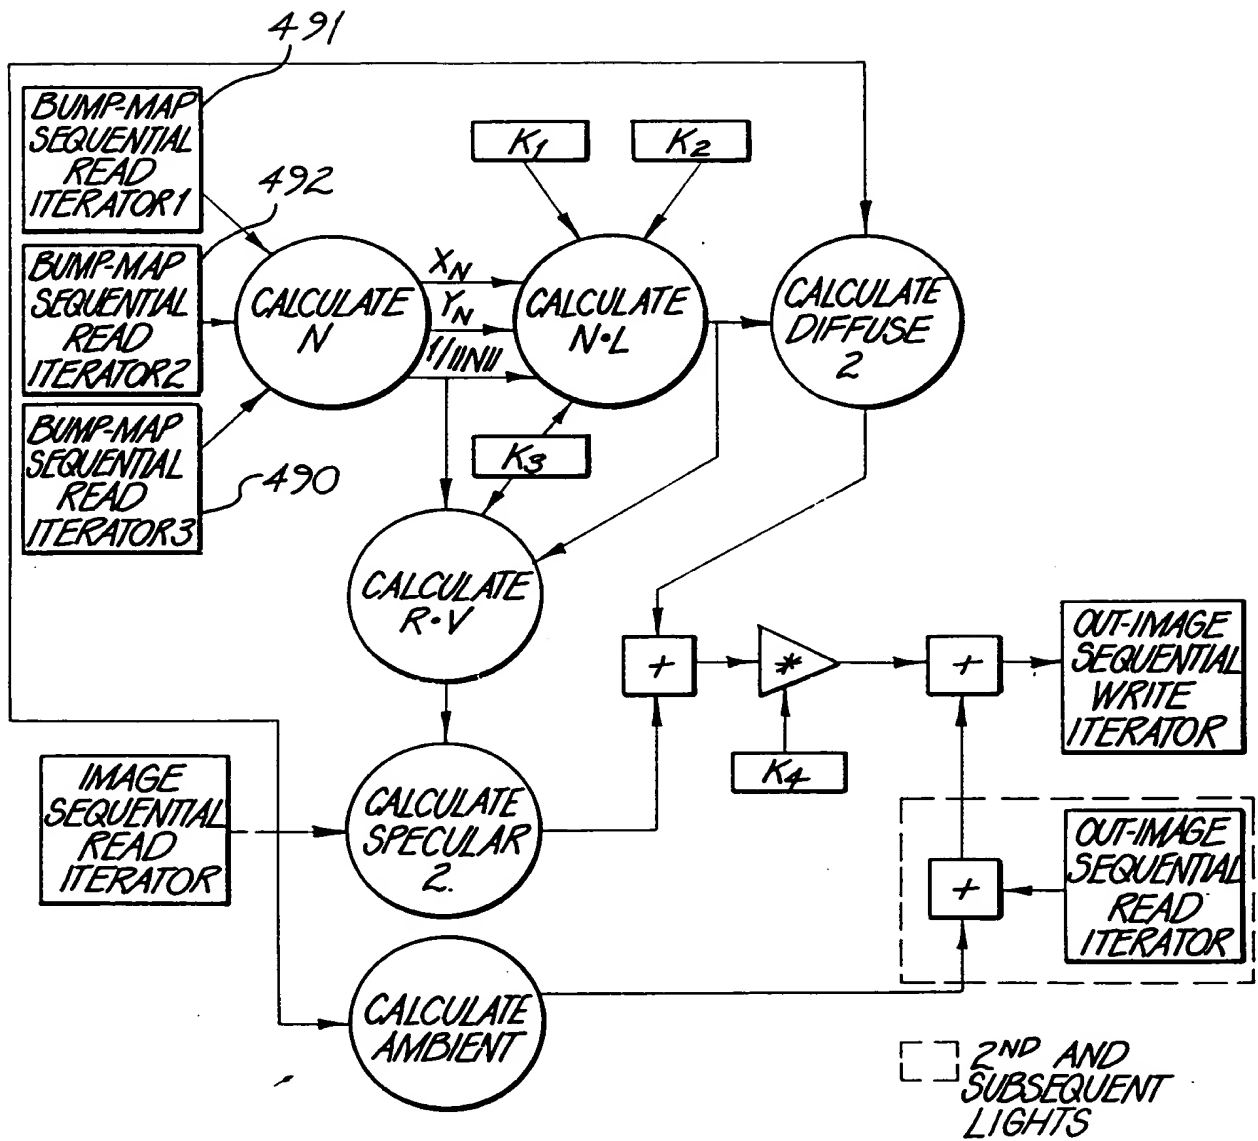 491
BUMP-MAP
SEQUENTIAL
READ
ITERATOR1
492
BUMP-MAP
SEQUENTIAL
READ
ITERATOR2
BUMP-MAP
SEQUENTIAL
READ
ITERATOR3
490
K1
K2
CALCULATE
N
XN
YN
1/||N||
CALCULATE
N•L
CALCULATE
DIFFUSE
2
K3
CALCULATE
R•V
+
*
+
OUT-IMAGE
SEQUENTIAL
WRITE
ITERATOR
K4
IMAGE
SEQUENTIAL
READ
ITERATOR
CALCULATE
SPECULAR
2.
+
OUT-IMAGE
SEQUENTIAL
READ
ITERATOR
CALCULATE
AMBIENT
2ND AND
SUBSEQUENT
LIGHTS